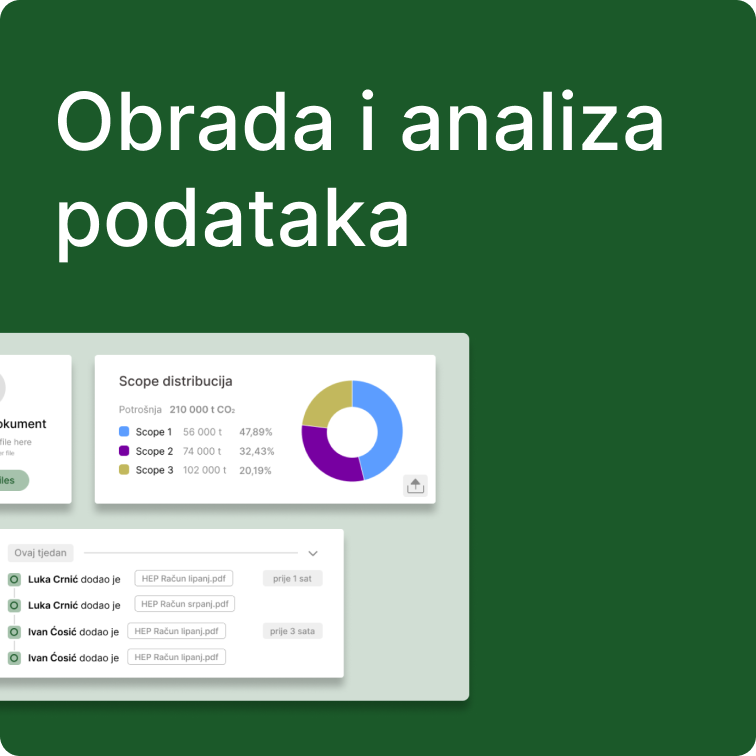 Obrada i analiza
podataka
okument
file here
er file
iles
Scope distribucija
Potrošnja 210 000 t CO₂
Scope 1 56 000 t 47,89%
Scope 2 74 000 t 32,43%
Scope 3 102 000 t 20,19%
Ovaj tjedan
Luka Crnić dodao je HEP Račun lipanj.pdf prije 1 sat
Luka Crnić dodao je HEP Račun srpanj.pdf
Ivan Ćosić dodao je HEP Račun lipanj.pdf prije 3 sata
Ivan Ćosić dodao je HEP Račun lipanj.pdf